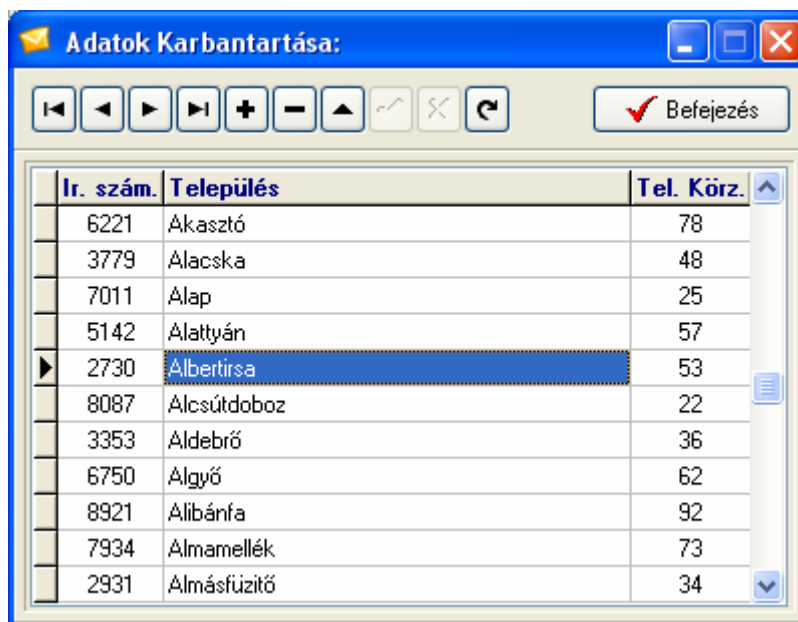 Adatok Karbantartása:
Befejezés
Ir. szám. Település Tel. Körz.
6221 Akasztó 78
3779 Alacska 48
7011 Alap 25
5142 Alattyán 57
2730 Albertirsa 53
8087 Alcsútdoboz 22
3353 Aldebrő 36
6750 Algyő 62
8921 Alibánfa 92
7934 Almamellék 73
2931 Almásfüzitő 34